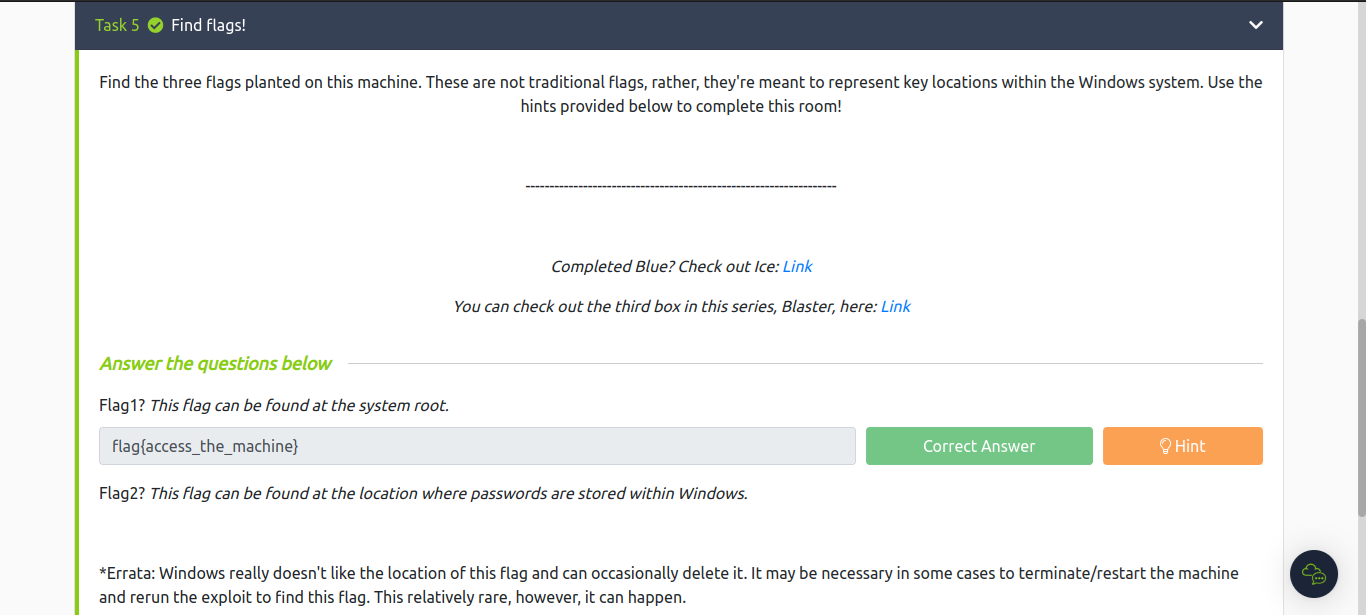 Task 5 Find flags!
Find the three flags planted on this machine. These are not traditional flags, rather, they're meant to represent key locations within the Windows system. Use the
hints provided below to complete this room!
-----------------------------------------------------------------
Completed Blue? Check out Ice: Link
You can check out the third box in this series, Blaster, here: Link
Answer the questions below
Flag1? This flag can be found at the system root.
flag{access_the_machine} Correct Answer Hint
Flag2? This flag can be found at the location where passwords are stored within Windows.
*Errata: Windows really doesn't like the location of this flag and can occasionally delete it. It may be necessary in some cases to terminate/restart the machine
and rerun the exploit to find this flag. This relatively rare, however, it can happen.